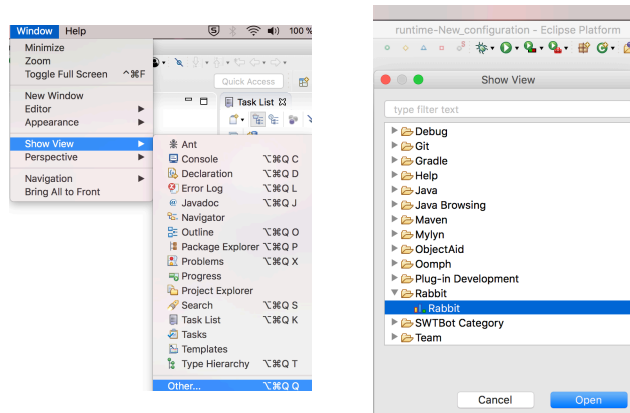 Window Help
100 %
Minimize
Zoom
Toggle Full Screen ^⌘F
New Window
Editor
Appearance
Show View
Perspective
Navigation
Bring All to Front
Quick Access
Task List
Ant
Console ⌥⌘Q C
Declaration ⌥⌘Q D
Error Log ⌥⌘Q L
Javadoc ⌥⌘Q J
Navigator
Outline ⌥⌘Q O
Package Explorer ⌥⌘Q P
Problems ⌥⌘Q X
Progress
Project Explorer
Search ⌥⌘Q S
Task List ⌥⌘Q K
Tasks
Templates
Type Hierarchy ⌥⌘Q T
Other... ⌥⌘Q Q
runtime-New_configuration - Eclipse Platform
Show View
type filter text
Debug
Git
Gradle
Help
Java
Java Browsing
Maven
Mylyn
ObjectAid
Oomph
Plug-in Development
Rabbit
Rabbit
SWTBot Category
Team
Cancel Open